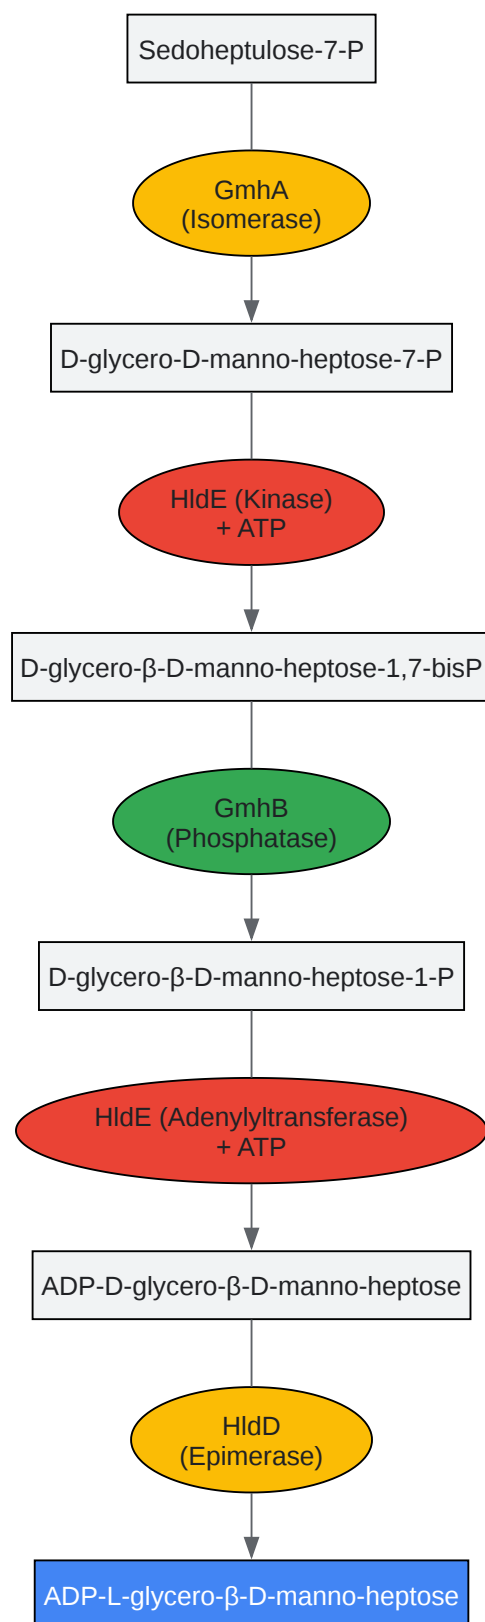 Sedoheptulose-7-P
GmhA
(Isomerase)
D-glycero-D-manno-heptose-7-P
HldE (Kinase)
+ ATP
D-glycero-β-D-manno-heptose-1,7-bisP
GmhB
(Phosphatase)
D-glycero-β-D-manno-heptose-1-P
HldE (Adenylyltransferase)
+ ATP
ADP-D-glycero-β-D-manno-heptose
HldD
(Epimerase)
ADP-L-glycero-β-D-manno-heptose